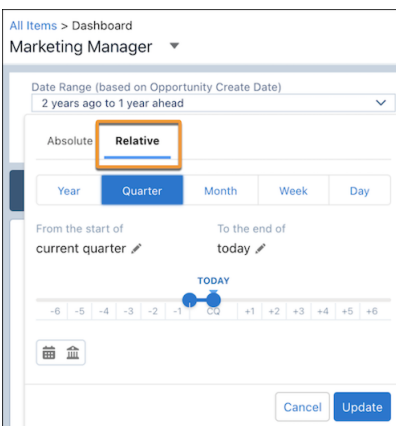 All Items > Dashboard
Marketing Manager
Date Range (based on Opportunity Create Date)
2 years ago to 1 year ahead
Absolute Relative
Year Quarter Month Week Day
From the start of To the end of
current quarter today
TODAY
-6 -5 -4 -3 -2 -1 CQ +1 +2 +3 +4 +5 +6
Cancel Update